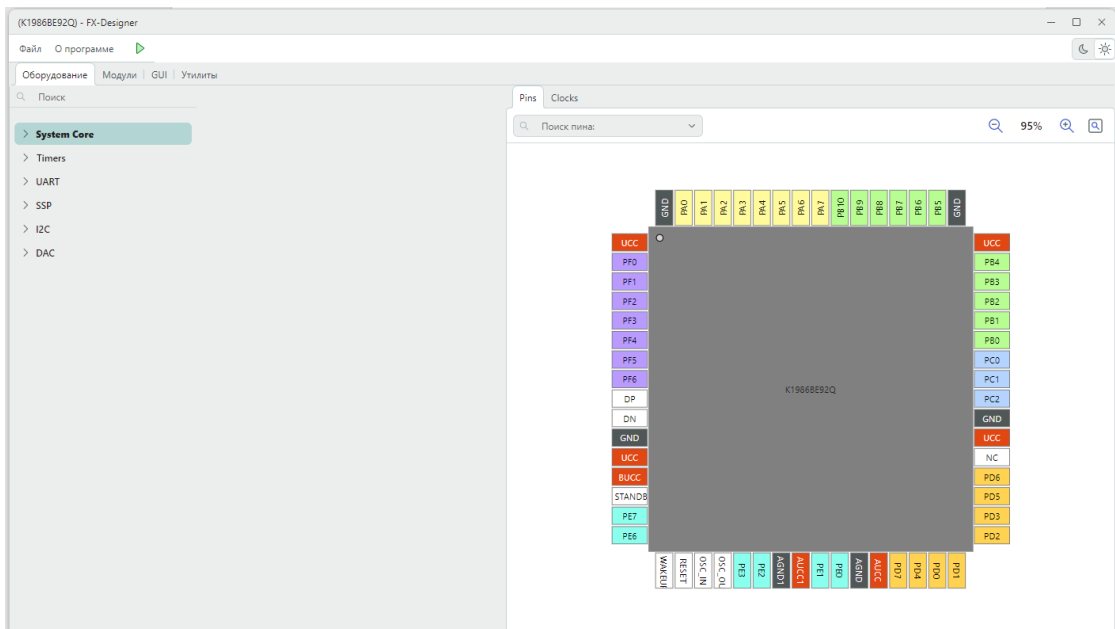 (K1986BE92Q) - FX-Designer
Файл О программе
Оборудование Модули GUI Утилиты
Поиск
Pins Clocks
Поиск пина:
95%
System Core
Timers
UART
SSP
I2C
DAC
GND PA0 PA1 PA2 PA3 PA4 PA5 PA6 PA7 PB10 PB9 PB8 PB7 PB6 PB5 GND
UCC UCC
PF0 PB4
PF1 PB3
PF2 PB2
PF3 PB1
PF4 PB0
PF5 PC0
PF6 PC1
K1986BE92Q
DP PC2
DN GND
GND UCC
UCC NC
BUCC PD6
STANDB PD5
PE7 PD3
PE6 PD2
WAKEUP RESET OSC_IN OSC_OU PE3 PE2 AGND1 AUCC1 PE1 PE0 AGND AUCC PD7 PD4 PD0 PD1